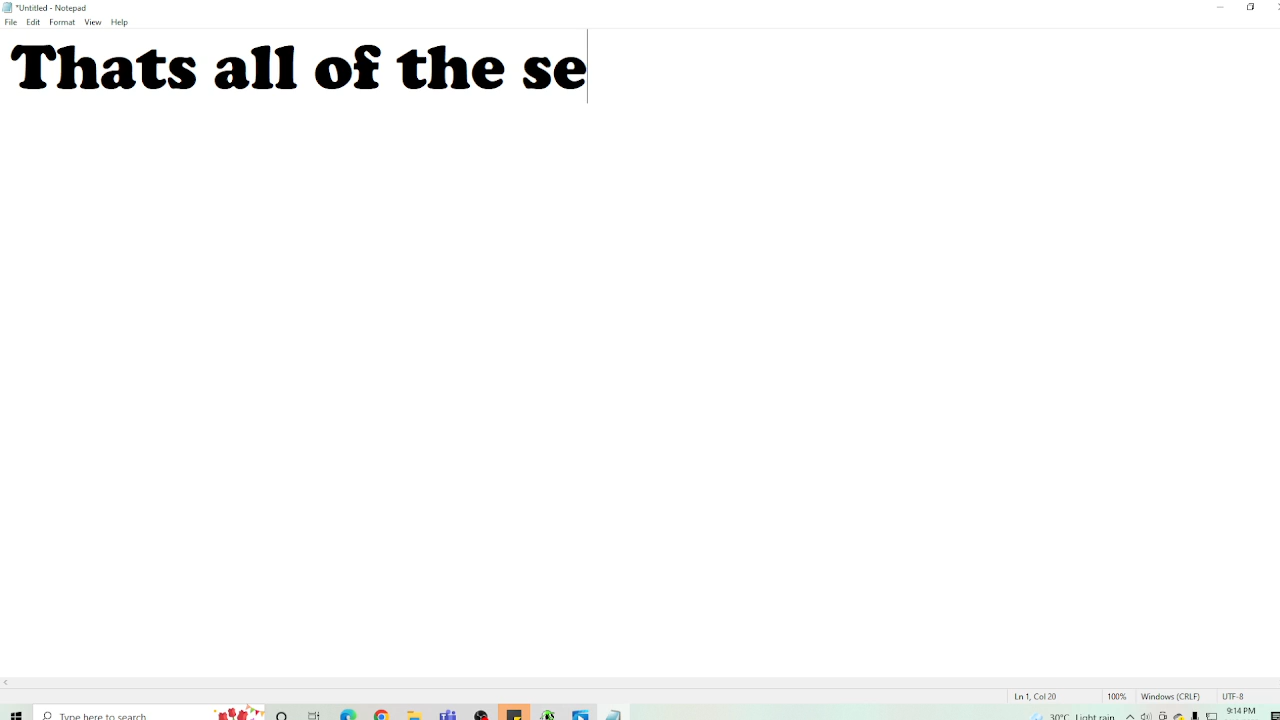 *Untitled - Notepad
File Edit Format View Help
Thats all of the se
Ln 1, Col 20 100% Windows (CRLF) UTF-8
Type here to search 30°C Light rain 9:14 PM